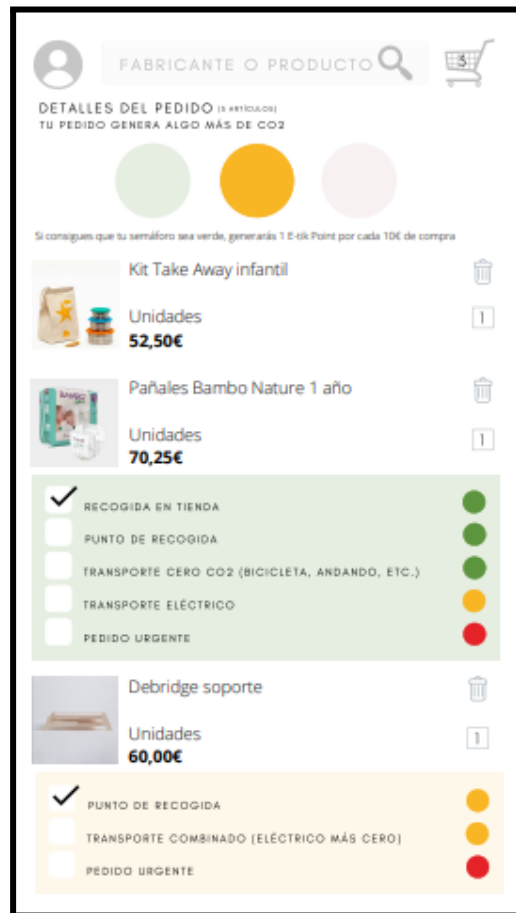 FABRICANTE O PRODUCTO
DETALLES DEL PEDIDO (5 ARTÍCULOS)
TU PEDIDO GENERA ALGO MÁS DE CO2
Si consigues que tu semáforo sea verde, generarás 1 E-tik Point por cada 10€ de compra
Kit Take Away infantil
Unidades
1
52,50€
Pañales Bambo Nature 1 año
BAMBO
Unidades
1
70,25€
RECOGIDA EN TIENDA
PUNTO DE RECOGIDA
TRANSPORTE CERO CO2 (BICICLETA, ANDANDO, ETC.)
TRANSPORTE ELÉCTRICO
PEDIDO URGENTE
Debridge soporte
Unidades
1
60,00€
PUNTO DE RECOGIDA
TRANSPORTE COMBINADO (ELÉCTRICO MÁS CERO)
PEDIDO URGENTE